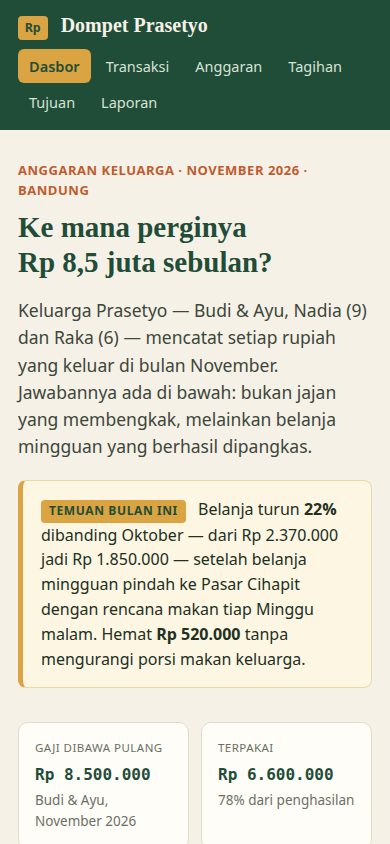 Rp Dompet Prasetyo
Dasbor Transaksi Anggaran Tagihan
Tujuan Laporan
ANGGARAN KELUARGA · NOVEMBER 2026 ·
BANDUNG
Ke mana perginya
Rp 8,5 juta sebulan?
Keluarga Prasetyo — Budi & Ayu, Nadia (9)
dan Raka (6) — mencatat setiap rupiah
yang keluar di bulan November.
Jawabannya ada di bawah: bukan jajan
yang membengkak, melainkan belanja
mingguan yang berhasil dipangkas.
TEMUAN BULAN INI Belanja turun 22%
dibanding Oktober — dari Rp 2.370.000
jadi Rp 1.850.000 — setelah belanja
mingguan pindah ke Pasar Cihapit
dengan rencana makan tiap Minggu
malam. Hemat Rp 520.000 tanpa
mengurangi porsi makan keluarga.
GAJI DIBAWA PULANG
Rp 8.500.000
Budi & Ayu,
November 2026
TERPAKAI
Rp 6.600.000
78% dari penghasilan